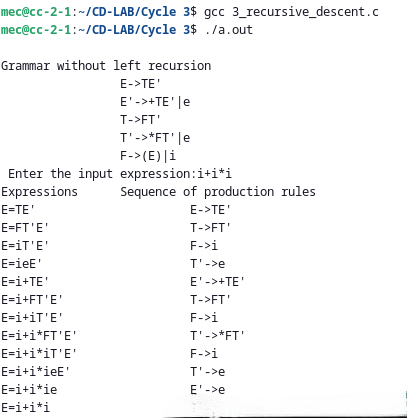 mec@cc-2-1:~/CD-LAB/Cycle 3$ gcc 3_recursive_descent.c
mec@cc-2-1:~/CD-LAB/Cycle 3$ ./a.out
Grammar without left recursion
E->TE'
E'->+TE'|e
T->FT'
T'->*FT'|e
F->(E)|i
Enter the input expression:i+i*i
Expressions Sequence of production rules
E=TE' E->TE'
E=FT'E' T->FT'
E=iT'E' F->i
E=ieE' T'->e
E=i+TE' E'->+TE'
E=i+FT'E' T->FT'
E=i+iT'E' F->i
E=i+i*FT'E' T'->*FT'
E=i+i*iT'E' F->i
E=i+i*ieE' T'->e
E=i+i*ie E'->e
E=i+i*i